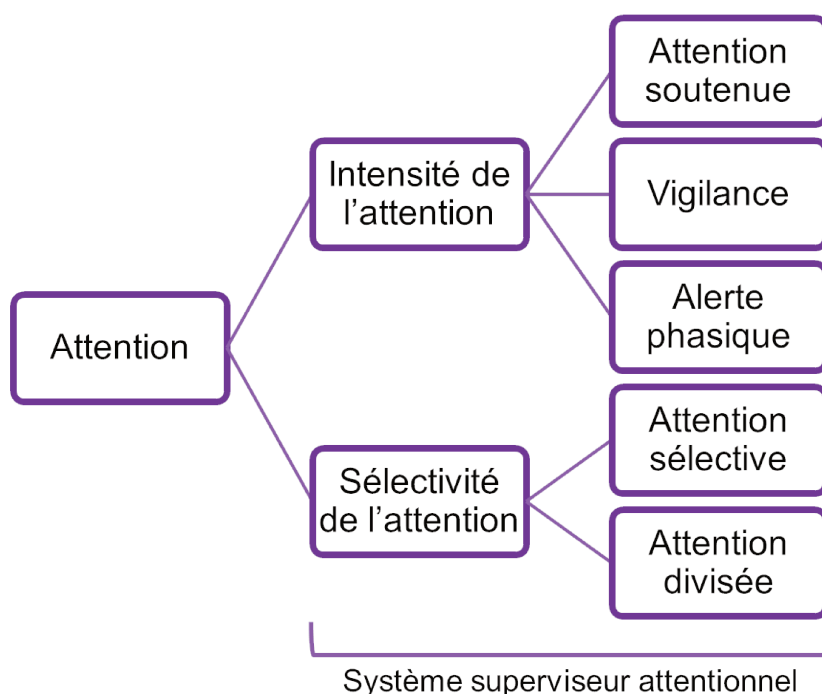 Attention
Intensité de
l’attention
Attention
soutenue
Vigilance
Alerte
phasique
Sélectivité
de l’attention
Attention
sélective
Attention
divisée
Système superviseur attentionnel